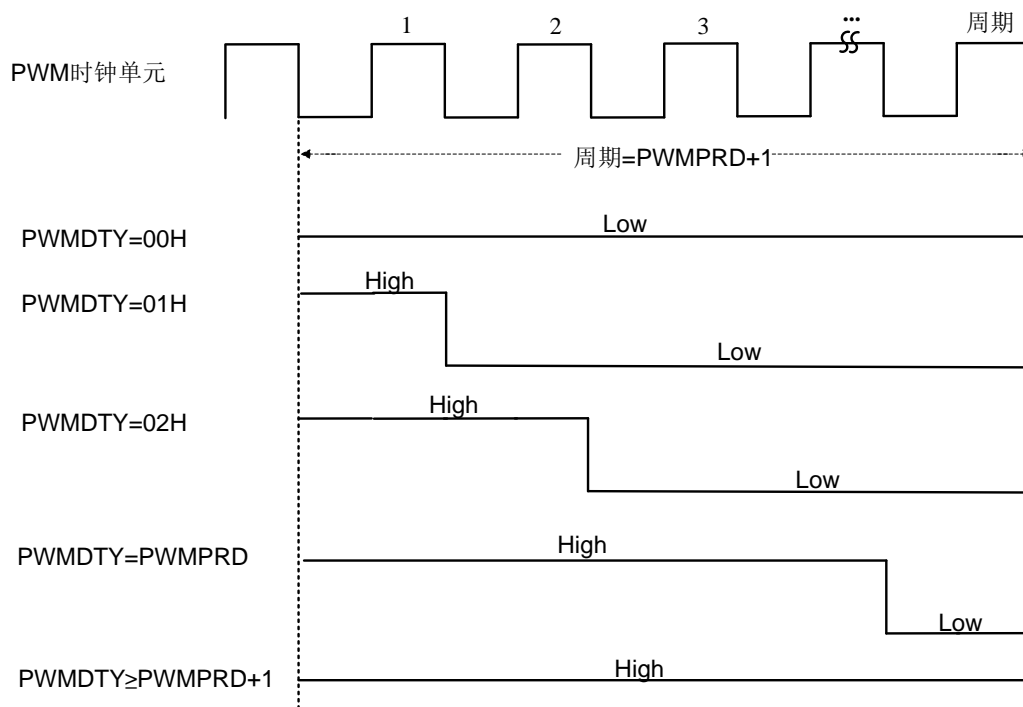 1 2 3 ... 周期
PWM时钟单元
周期=PWMPRD+1
Low
PWMDTY=00H
High
PWMDTY=01H
Low
High
PWMDTY=02H
Low
High
PWMDTY=PWMPRD
Low
High
PWMDTY≥PWMPRD+1